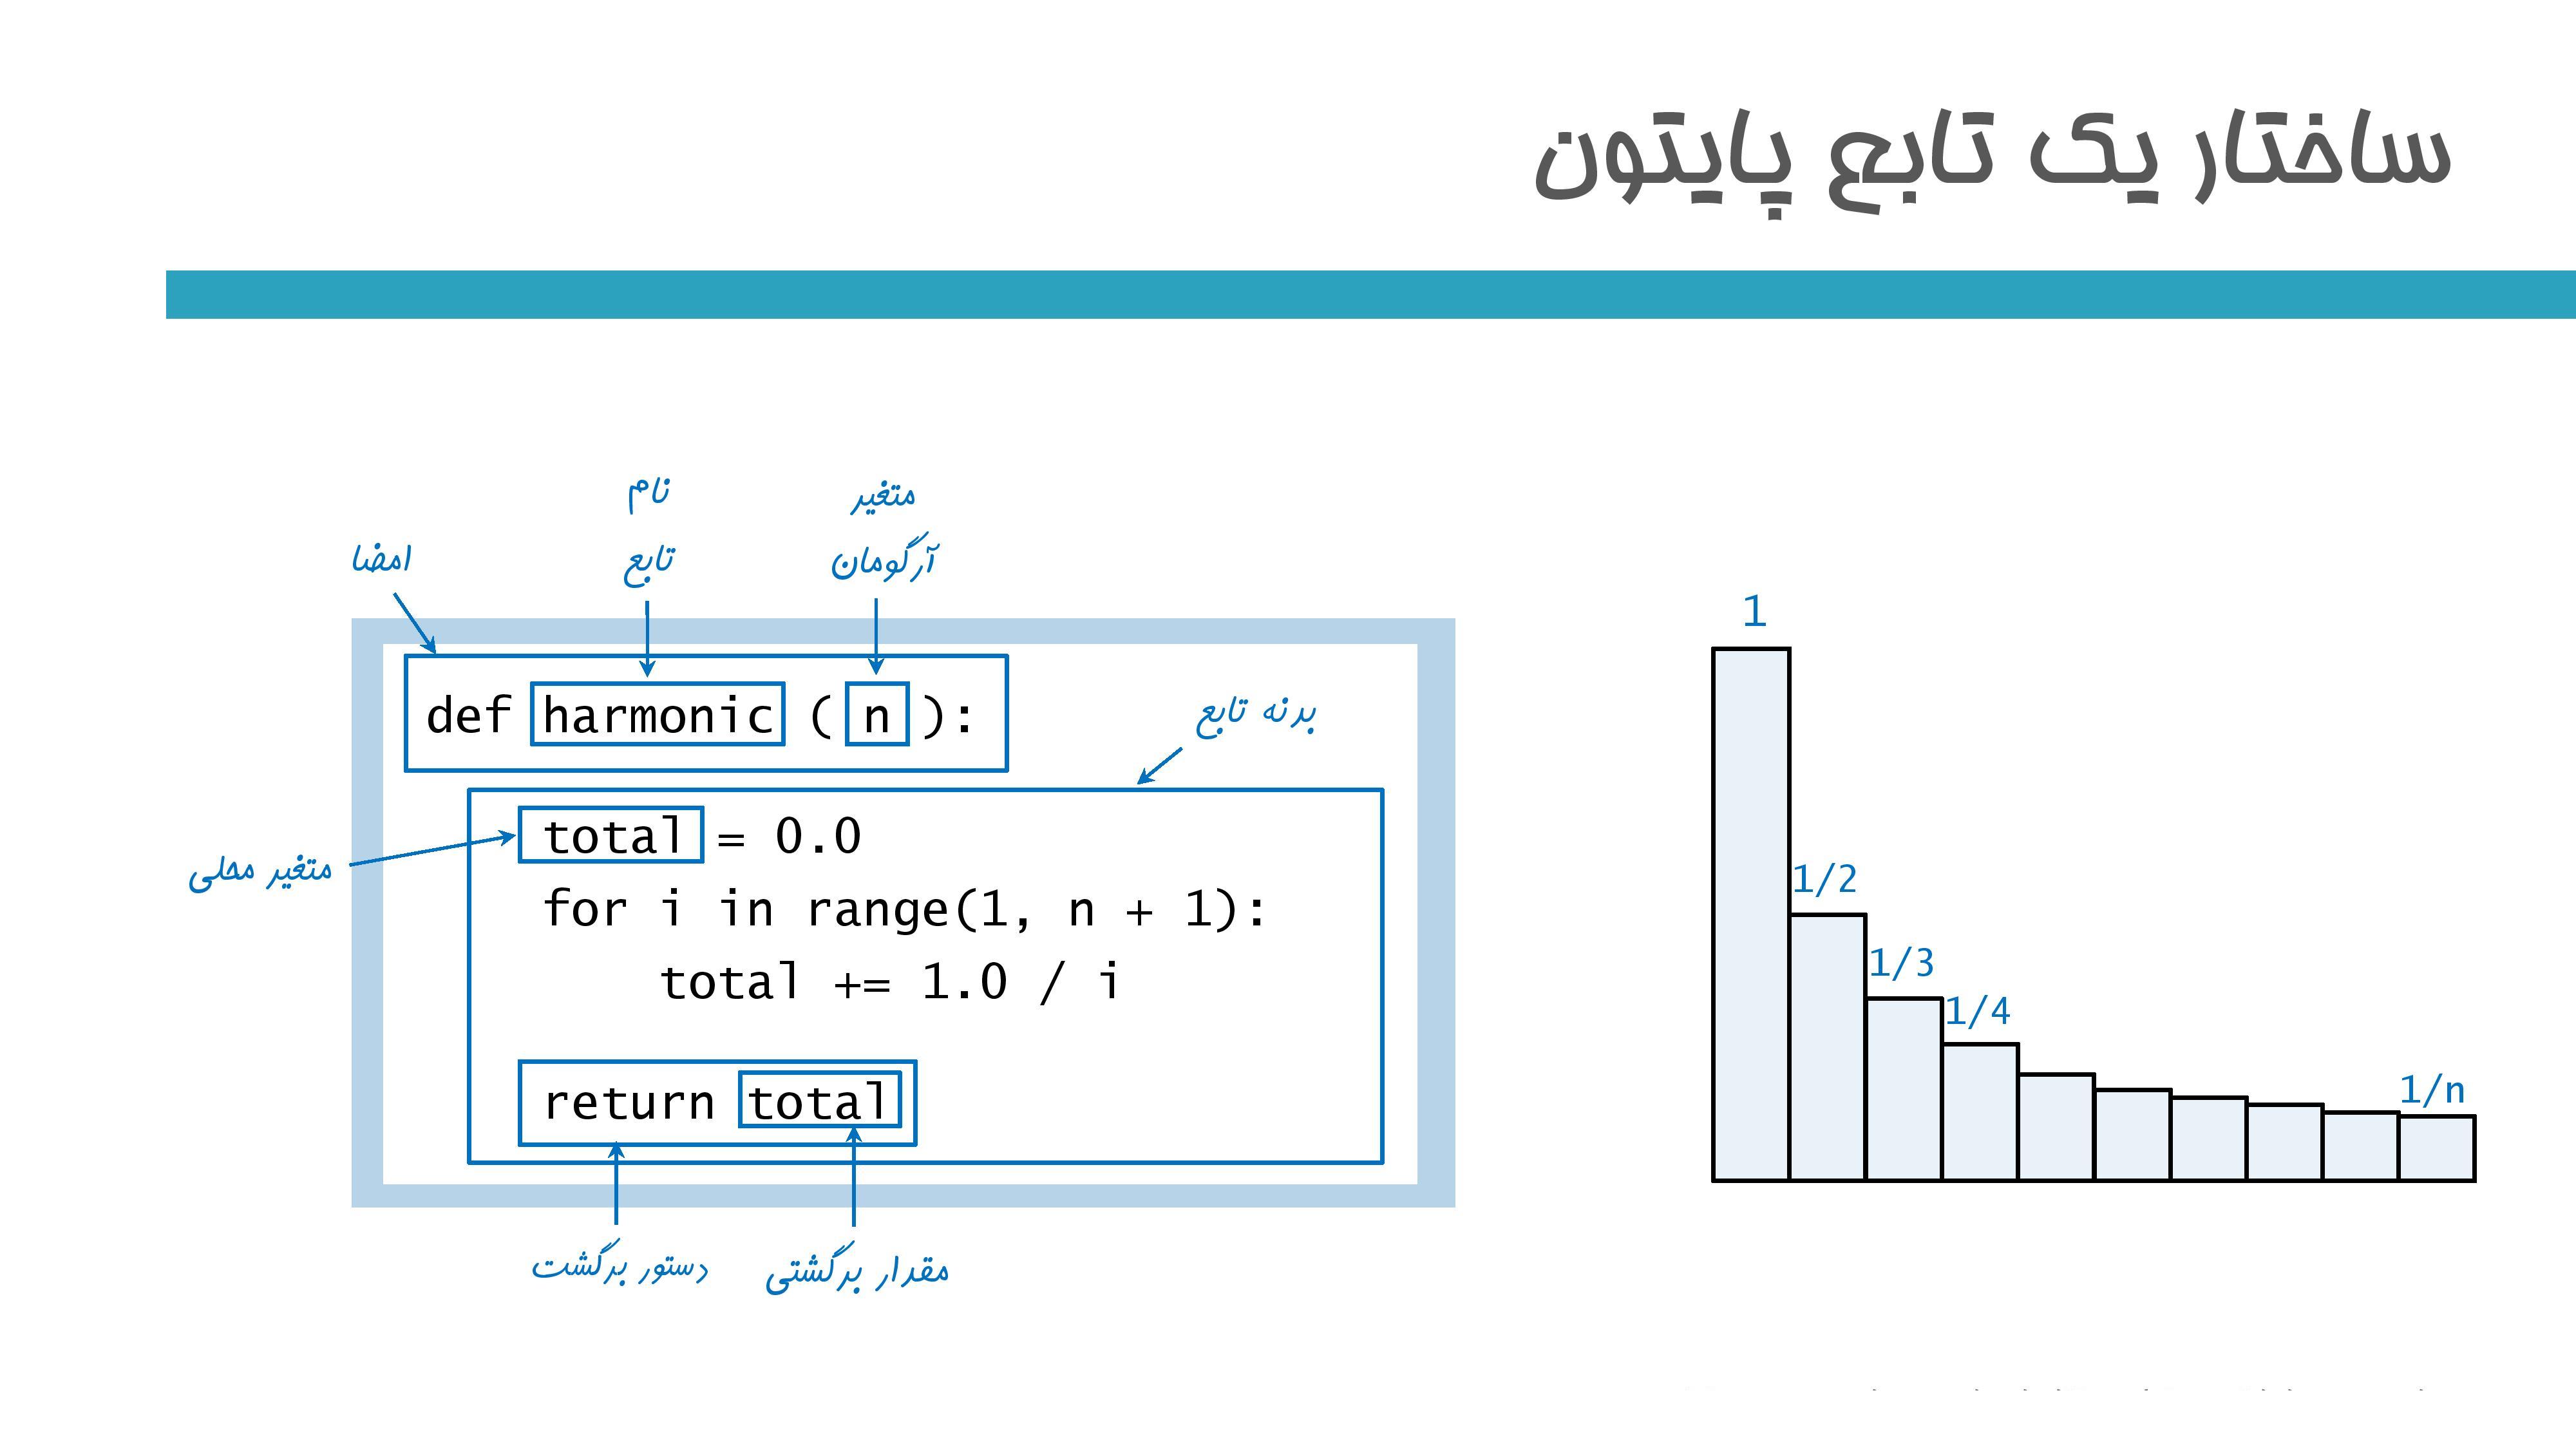 ساختار یک تابع پایتون
امضا
نام
تابع
متغیر
آرگومان
def harmonic ( n ):
برنه تابع
متغیر محلی
total = 0.0
for i in range(1, n + 1):
total += 1.0 / i
return total
دستور برگشت
مقدار برگشتی
1
1/2
1/3
1/4
1/n